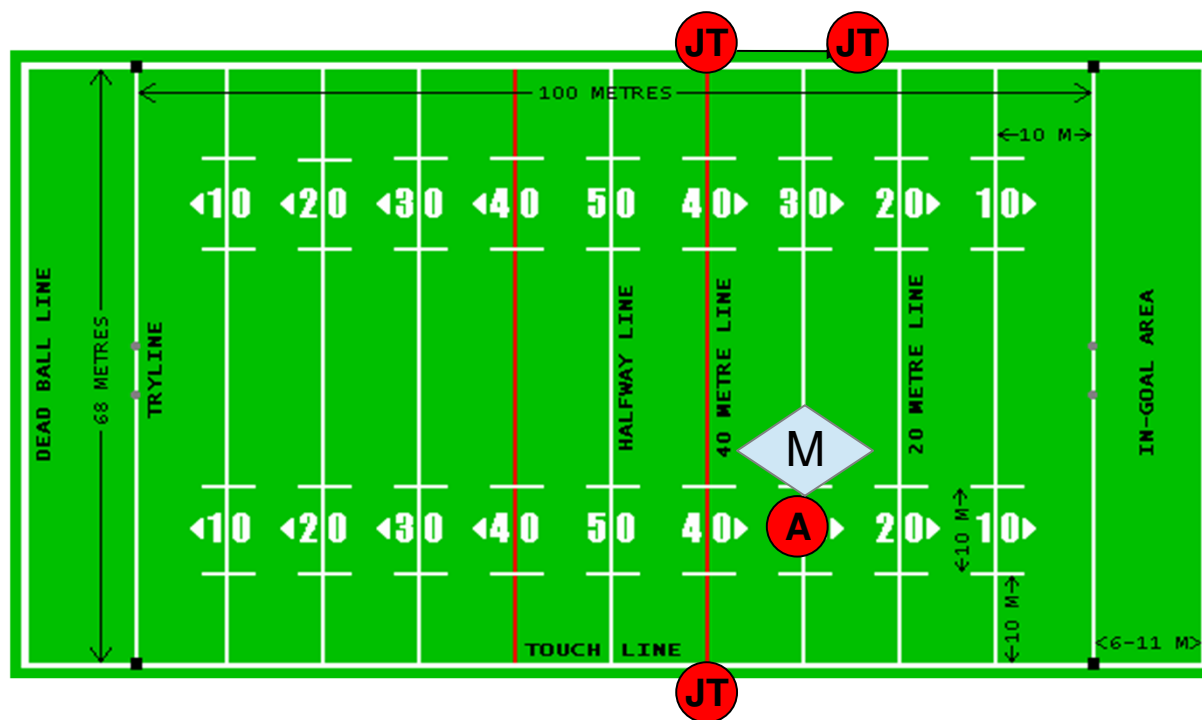 JT JT
100 METRES
10 M
10 20 30 40 50 40 30 20 10
DEAD BALL LINE
68 METRES
TRYLINE
HALFWAY LINE
40 METRE LINE
20 METRE LINE
IN-GOAL AREA
M
10 20 30 40 50 40 A 20 10
10 M
10 M
TOUCH LINE
6-11 M
JT